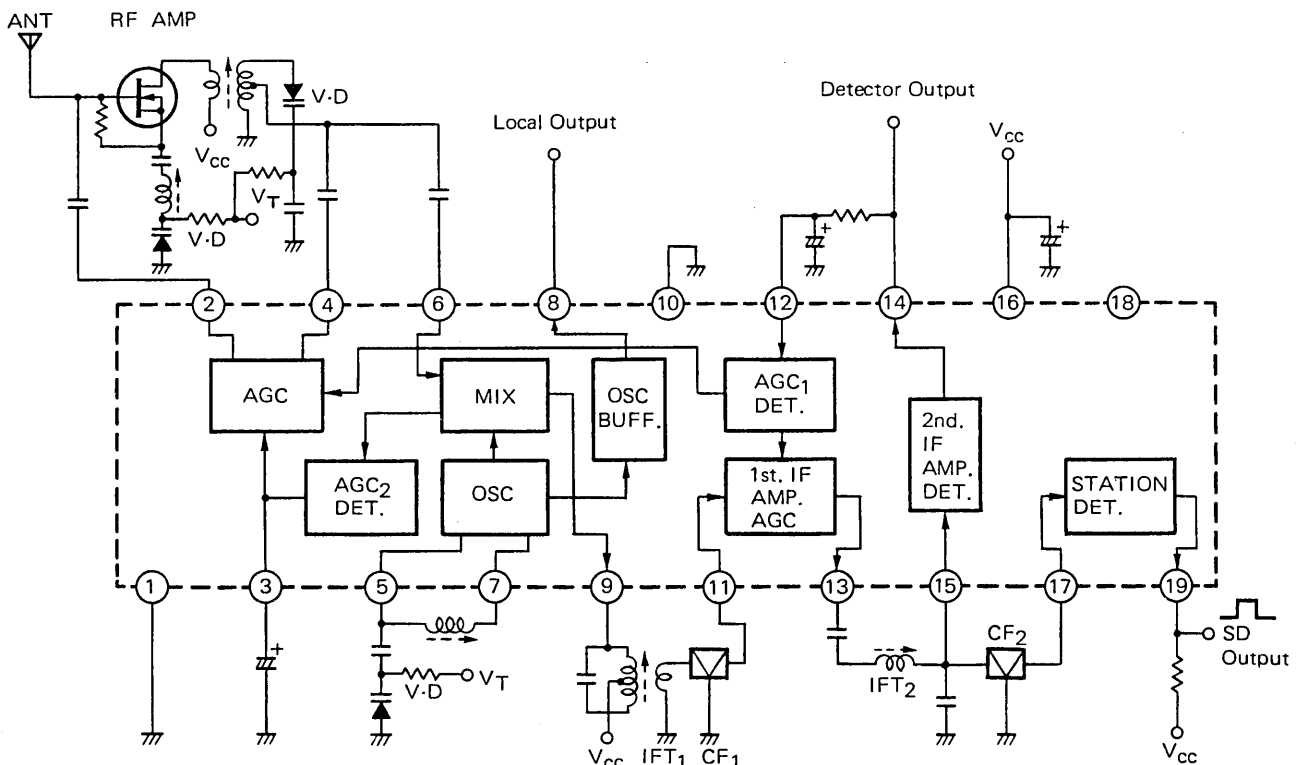 ANT
RF AMP
V·D
Vcc
VT
V·D
Local Output
Detector Output
Vcc
+
+
2
4
6
8
10
12
14
16
18
AGC
MIX
OSC
BUFF.
AGC1
DET.
2nd.
IF
AMP.
DET.
AGC2
DET.
OSC
1st. IF
AMP.
AGC
STATION
DET.
1
3
5
7
9
11
13
15
17
19
+
V·D
VT
Vcc
IFT1
CF1
IFT2
CF2
SD
Output
Vcc